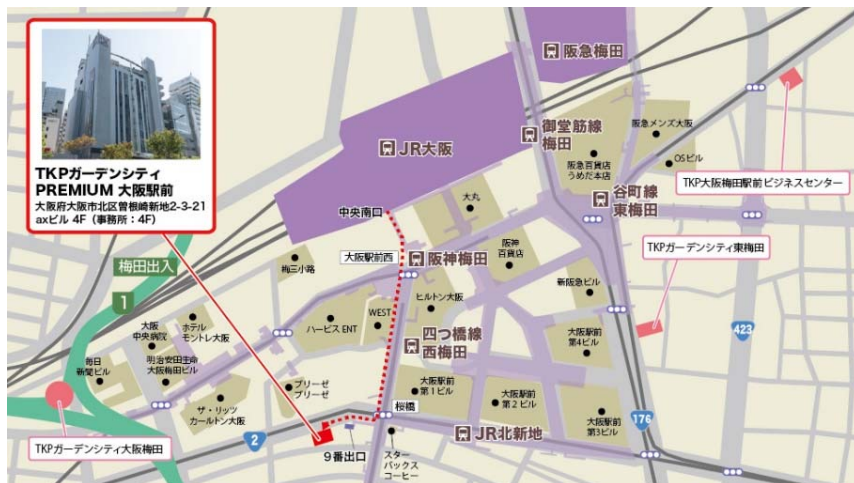 TKPガーデンシティ
PREMIUM 大阪駅前
大阪府大阪市北区曽根崎新地2-3-21
axビル 4F（事務所：4F）
阪急梅田
JR大阪
御堂筋線
梅田
阪急メンズ大阪
阪急百貨店
うめだ本店
OSビル
TKP大阪梅田駅前ビジネスセンター
谷町線
東梅田
大丸
中央南口
大阪駅前西
阪神梅田
阪神
百貨店
TKPガーデンシティ東梅田
梅田出入
1
梅三小路
新阪急ビル
ヒルトン大阪
WEST
ハービス ENT
四つ橋線
西梅田
大阪駅前
第4ビル
423
大阪
中央病院
ホテル
モントレ大阪
毎日
新聞ビル
明治安田生命
大阪梅田ビル
ブリーゼ
ブリーゼ
大阪駅前
第1ビル
大阪駅前
第2ビル
大阪駅前
第3ビル
176
桜橋
ザ・リッツ
カールトン大阪
JR北新地
2
TKPガーデンシティ大阪梅田
9番出口
スター
バックス
コーヒー